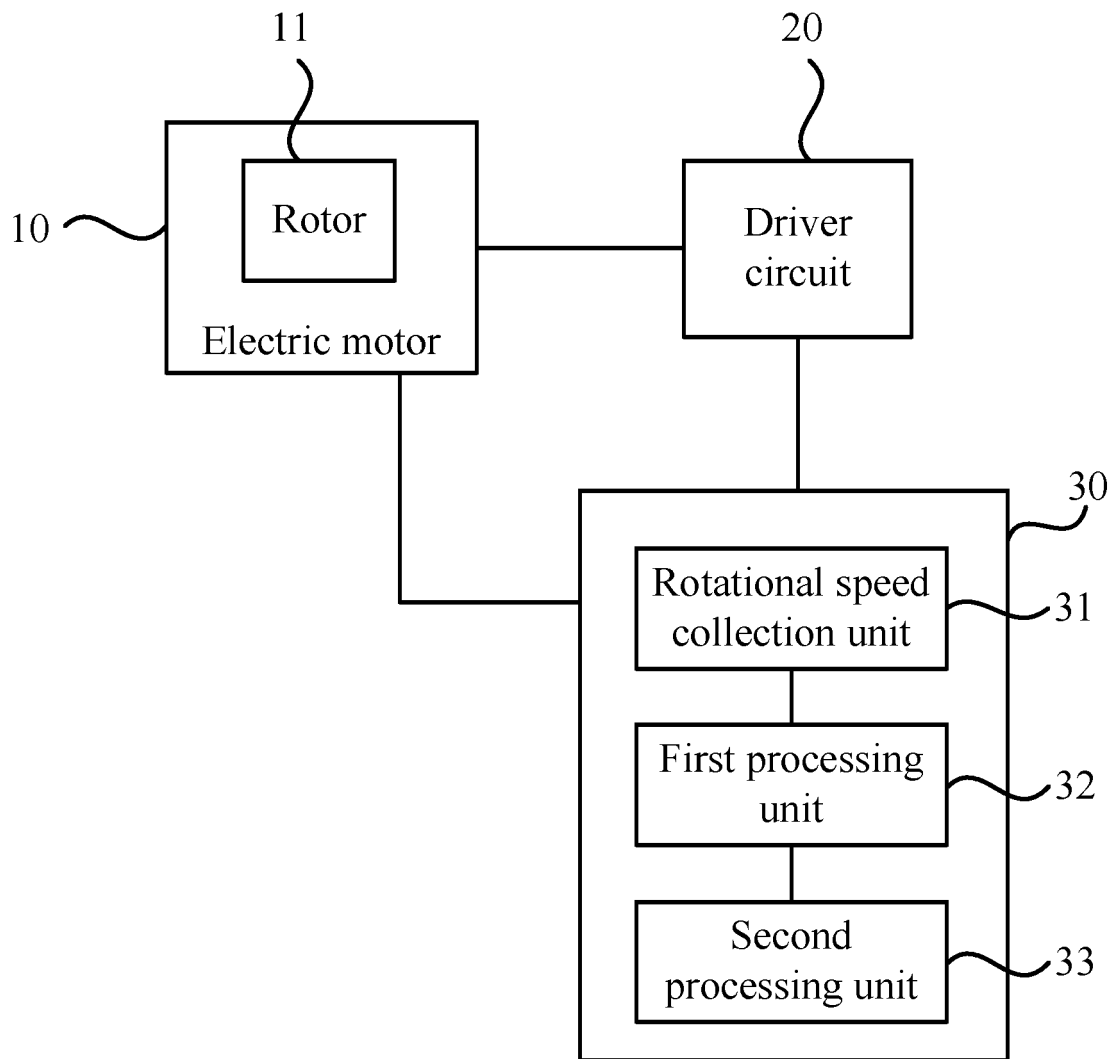 11
20
10
Rotor
Electric motor
Driver
circuit
30
Rotational speed
collection unit
31
First processing
unit
32
Second
processing unit
33